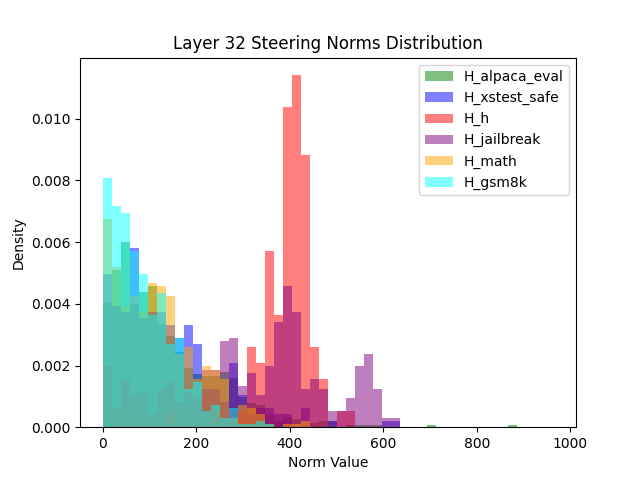 Layer 32 Steering Norms Distribution
H_alpaca_eval
H_xstest_safe
H_h
H_jailbreak
H_math
H_gsm8k
0.010
0.008
0.006
0.004
0.002
0.000
Density
0
200
400
600
800
1000
Norm Value